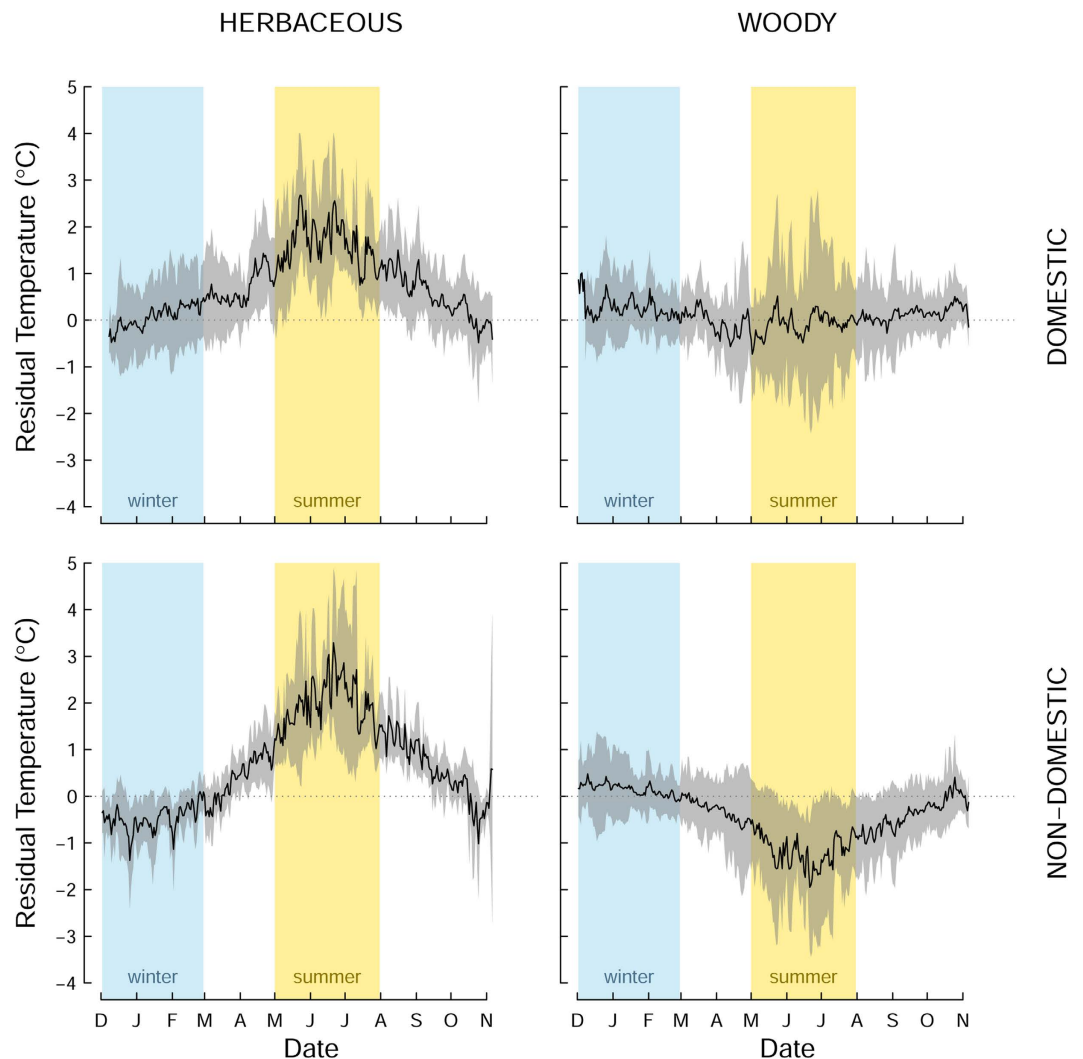 HERBACEOUS WOODY
Residual Temperature (°C)
5
4
3
2
1
0
−1
−2
−3
−4
winter summer
winter summer
DOMESTIC
D J F M A M J J A S O N
D J F M A M J J A S O N
Residual Temperature (°C)
5
4
3
2
1
0
−1
−2
−3
−4
winter summer
winter summer
NON−DOMESTIC
D J F M A M J J A S O N
D J F M A M J J A S O N
Date Date